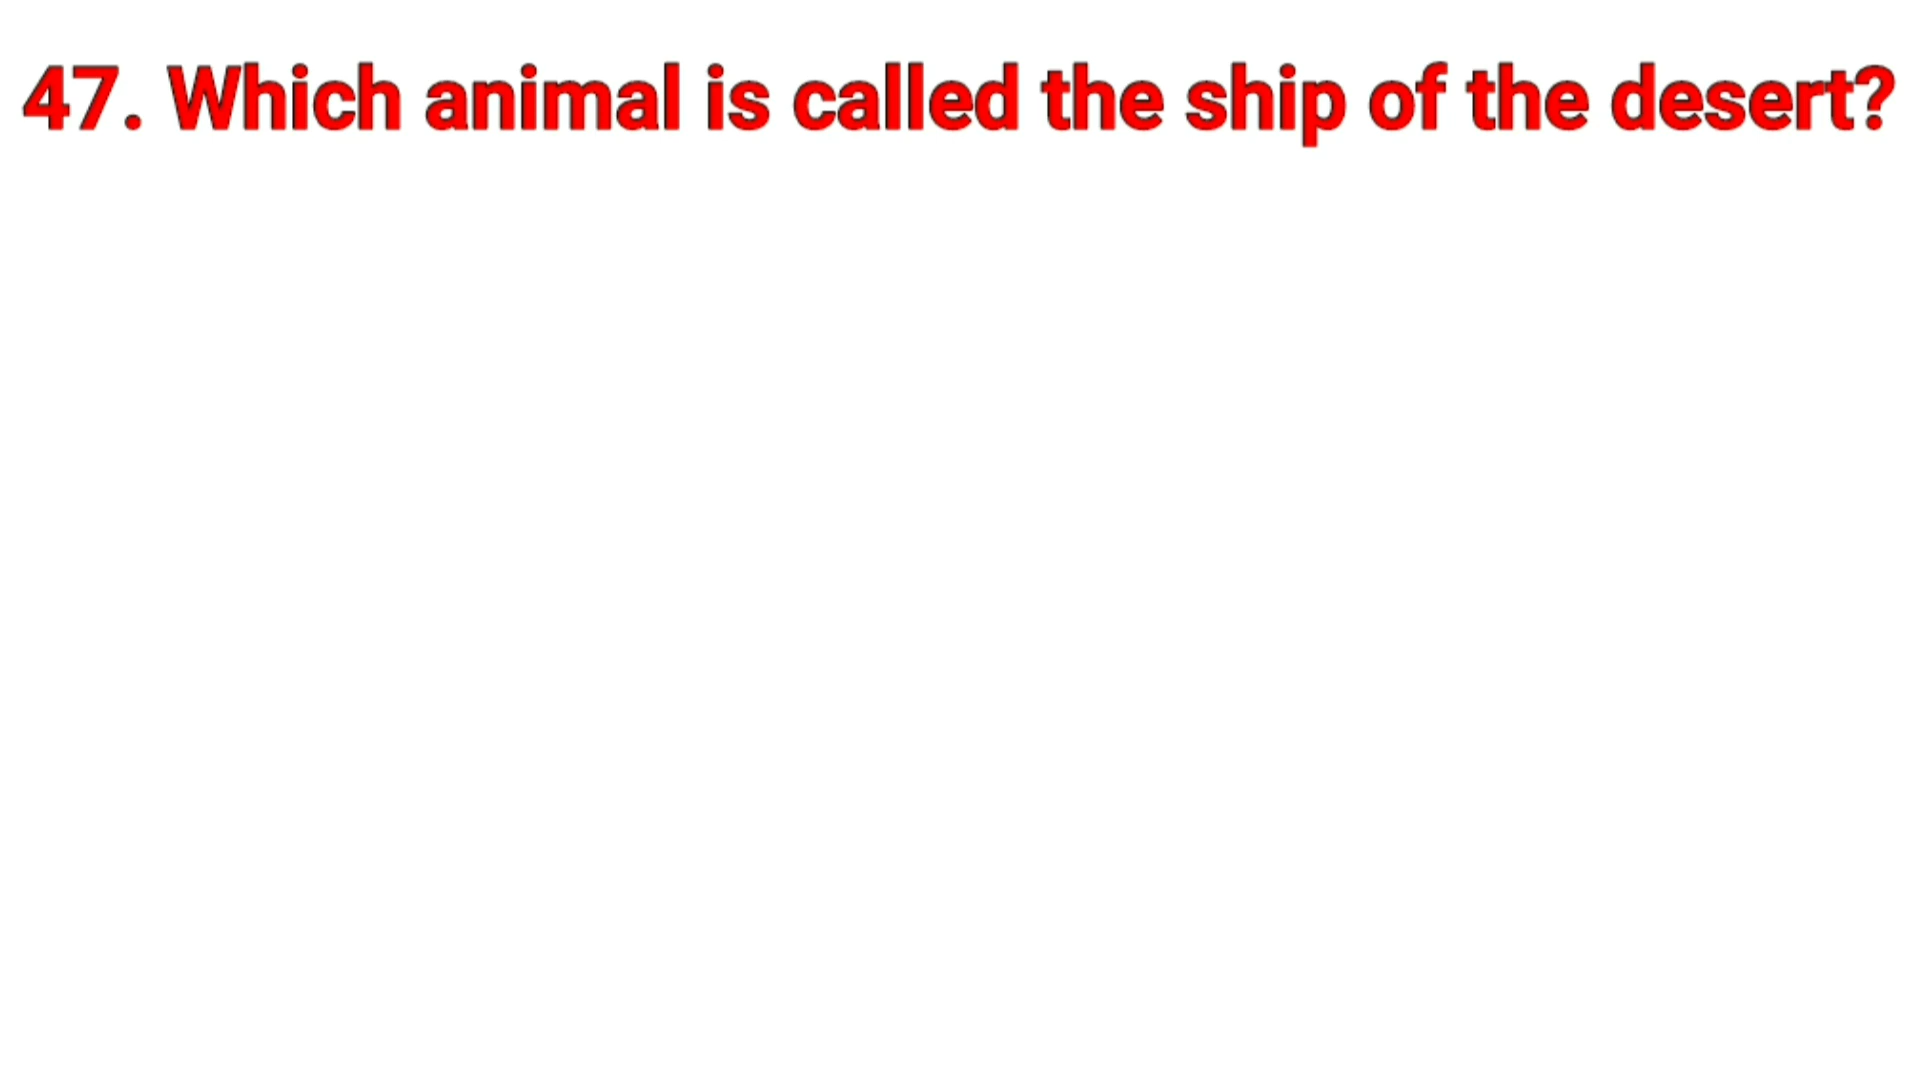 47. Which animal is called the ship of the desert?